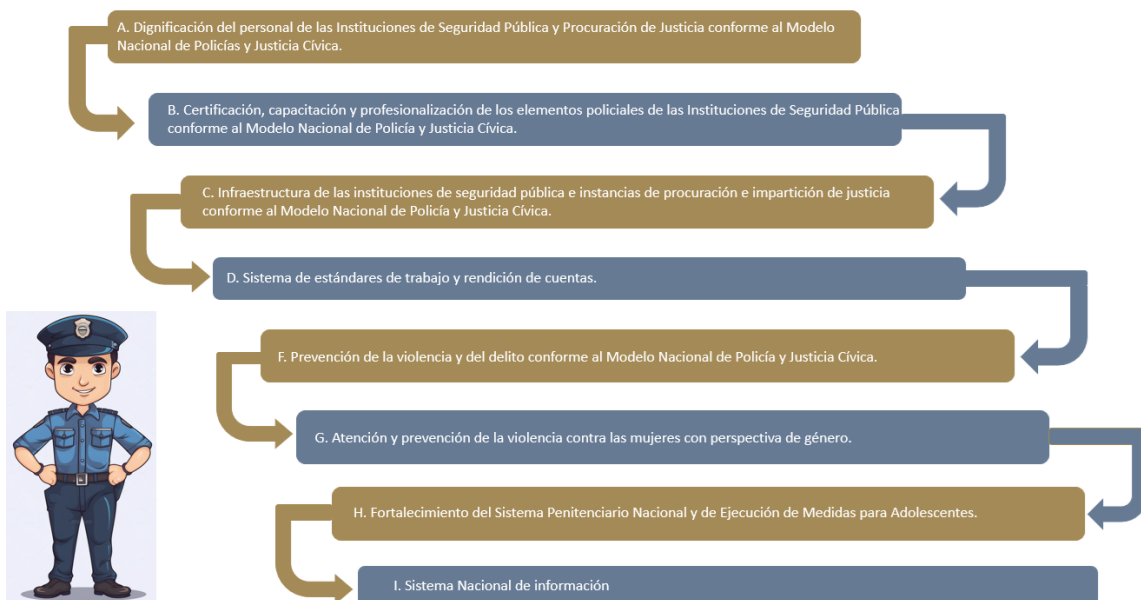 A. Dignificación del personal de las Instituciones de Seguridad Pública y Procuración de Justicia conforme al Modelo
Nacional de Policías y Justicia Cívica.
B. Certificación, capacitación y profesionalización de los elementos policiales de las Instituciones de Seguridad Pública
conforme al Modelo Nacional de Policía y Justicia Cívica.
C. Infraestructura de las instituciones de seguridad pública e instancias de procuración e impartición de justicia
conforme al Modelo Nacional de Policía y Justicia Cívica.
D. Sistema de estándares de trabajo y rendición de cuentas.
F. Prevención de la violencia y del delito conforme al Modelo Nacional de Policía y Justicia Cívica.
G. Atención y prevención de la violencia contra las mujeres con perspectiva de género.
H. Fortalecimiento del Sistema Penitenciario Nacional y de Ejecución de Medidas para Adolescentes.
I. Sistema Nacional de información